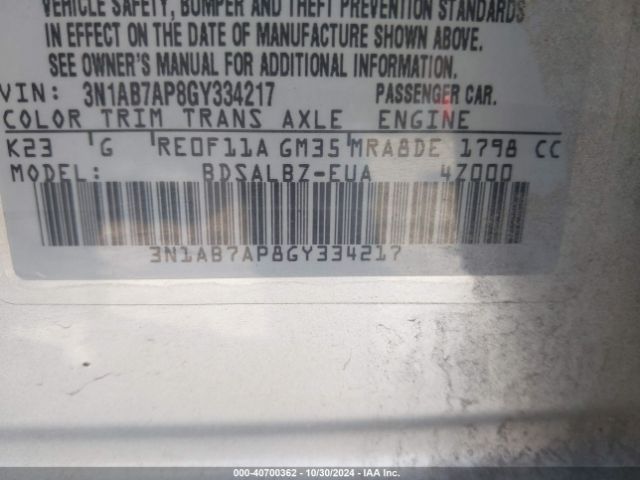 VEHICLE SAFETY, BUMPER AND THEFT PREVENTION STANDARDS
IN EFFECT ON THE DATE OF MANUFACTURE SHOWN ABOVE.
SEE OWNER'S MANUAL FOR ADDITIONAL INFORMATION.
VIN: 3N1AB7AP8GY334217 PASSENGER CAR.
COLOR TRIM TRANS AXLE ENGINE
K23 G RE0F11A GM35 MRA8DE 1798 CC
MODEL: BDSALBZ-EUA 4Z000
3N1AB7AP8GY334217
00-40700362 | 10/30/2024 | IAA Inc.